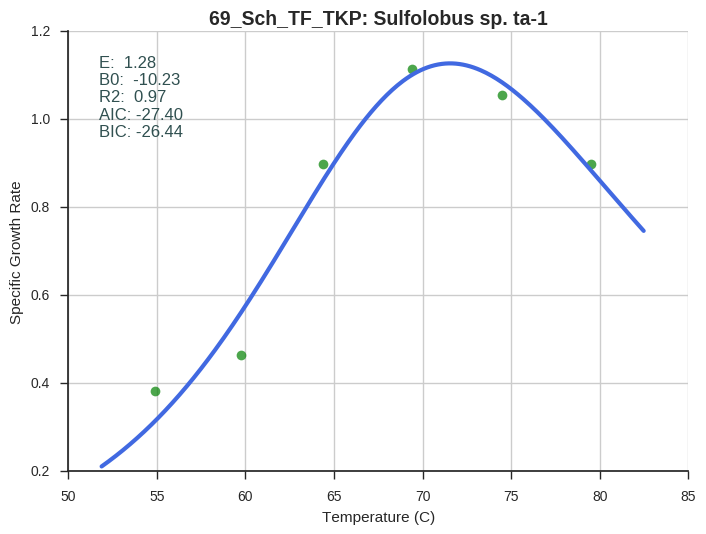 69_Sch_TF_TKP: Sulfolobus sp. ta-1
E:  1.28
B0:  -10.23
R2:  0.97
AIC: -27.40
BIC: -26.44
Specific Growth Rate
1.2
1.0
0.8
0.6
0.4
0.2
50 55 60 65 70 75 80 85
Temperature (C)